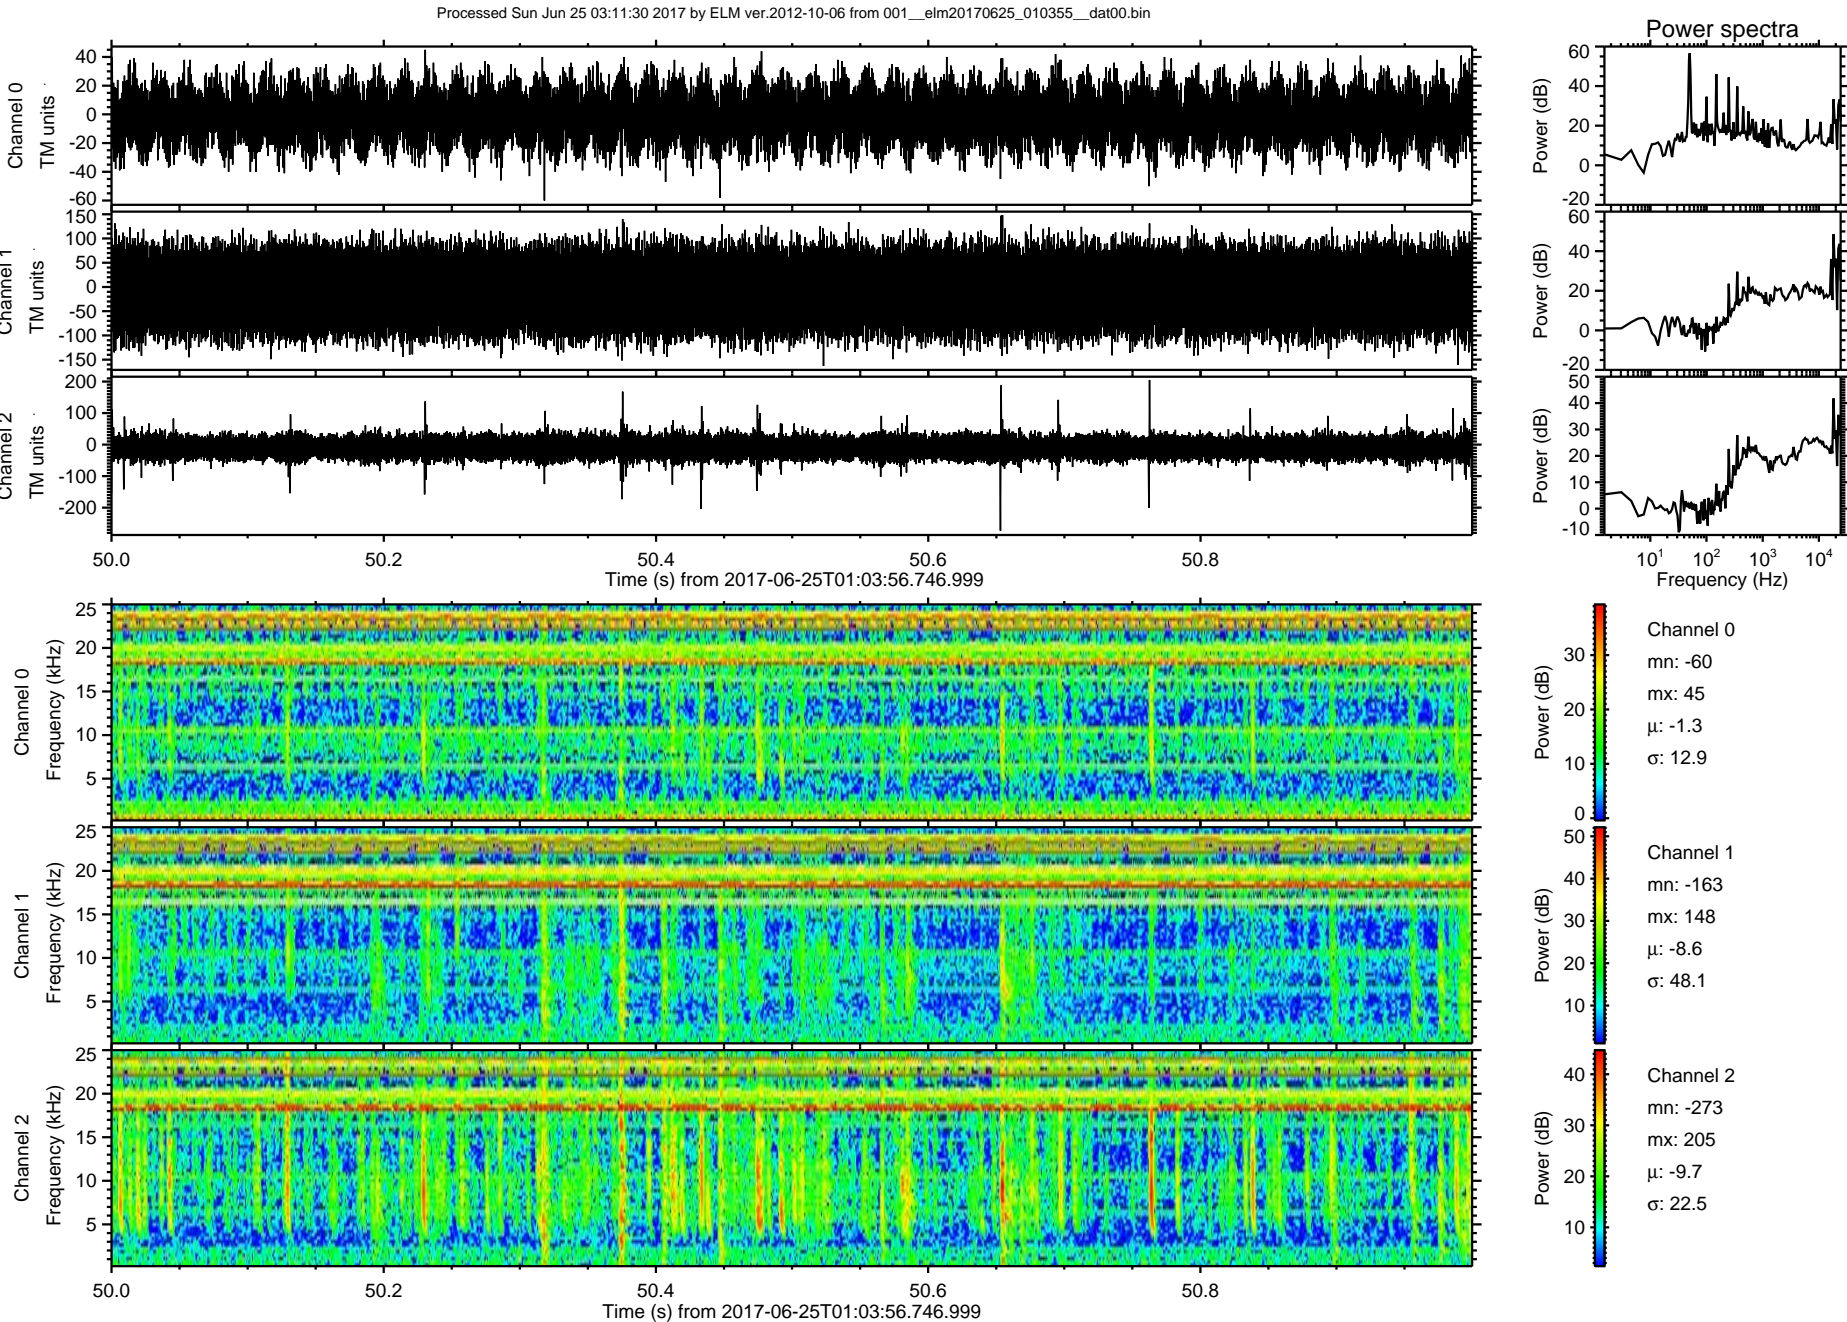 Processed Sun Jun 25 03:11:30 2017 by ELM ver.2012-10-06 from 001__elm20170625_010355__dat00.bin
Power spectra
Channel 0
TM units
40
20
0
-20
-40
-60
Power (dB)
60
40
20
0
-20
Channel 1
TM units
150
100
50
0
-50
-100
-150
Power (dB)
60
40
20
0
-20
Channel 2
TM units
200
100
0
-100
-200
Power (dB)
50
40
30
20
10
0
-10
50.0 50.2 50.4 50.6 50.8
Time (s) from 2017-06-25T01:03:56.746.999
10¹ 10² 10³ 10⁴
Frequency (Hz)
Channel 0
Frequency (kHz)
25
20
15
10
5
Power (dB)
30
20
10
0
Channel 0
mn: -60
mx: 45
μ: -1.3
σ: 12.9
Channel 1
Frequency (kHz)
25
20
15
10
5
Power (dB)
50
40
30
20
10
Channel 1
mn: -163
mx: 148
μ: -8.6
σ: 48.1
Channel 2
Frequency (kHz)
25
20
15
10
5
Power (dB)
40
30
20
10
Channel 2
mn: -273
mx: 205
μ: -9.7
σ: 22.5
50.0 50.2 50.4 50.6 50.8
Time (s) from 2017-06-25T01:03:56.746.999